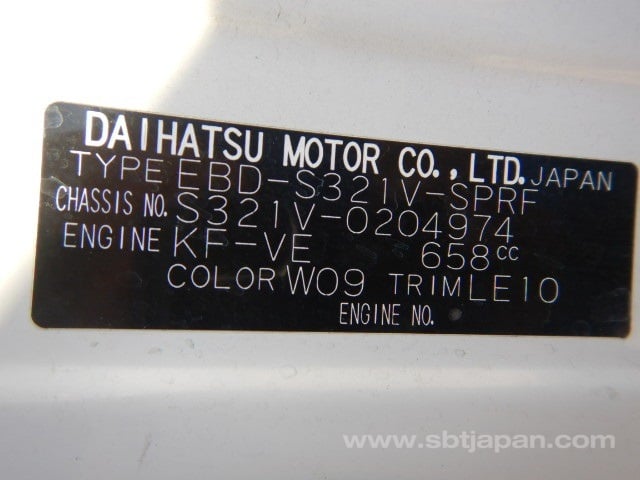 DAIHATSU MOTOR CO., LTD. JAPAN
TYPE EBD-S321V-SPRF
CHASSIS NO. S321V-0204974
ENGINE KF-VE 658cc
COLOR W09 TRIM LE10
ENGINE NO.
www.sbtjapan.com